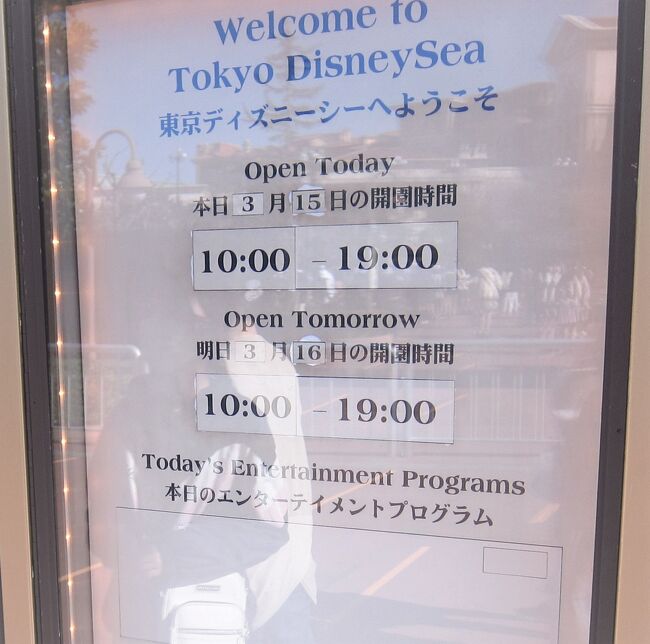 Welcome to
Tokyo DisneySea
東京ディズニーシーへようこそ
Open Today
本日 3 月 15 日の開園時間
10:00 – 19:00
Open Tomorrow
明日 3 月 16 日の開園時間
10:00 – 19:00
Today's Entertainment Programs
本日のエンターテイメントプログラム